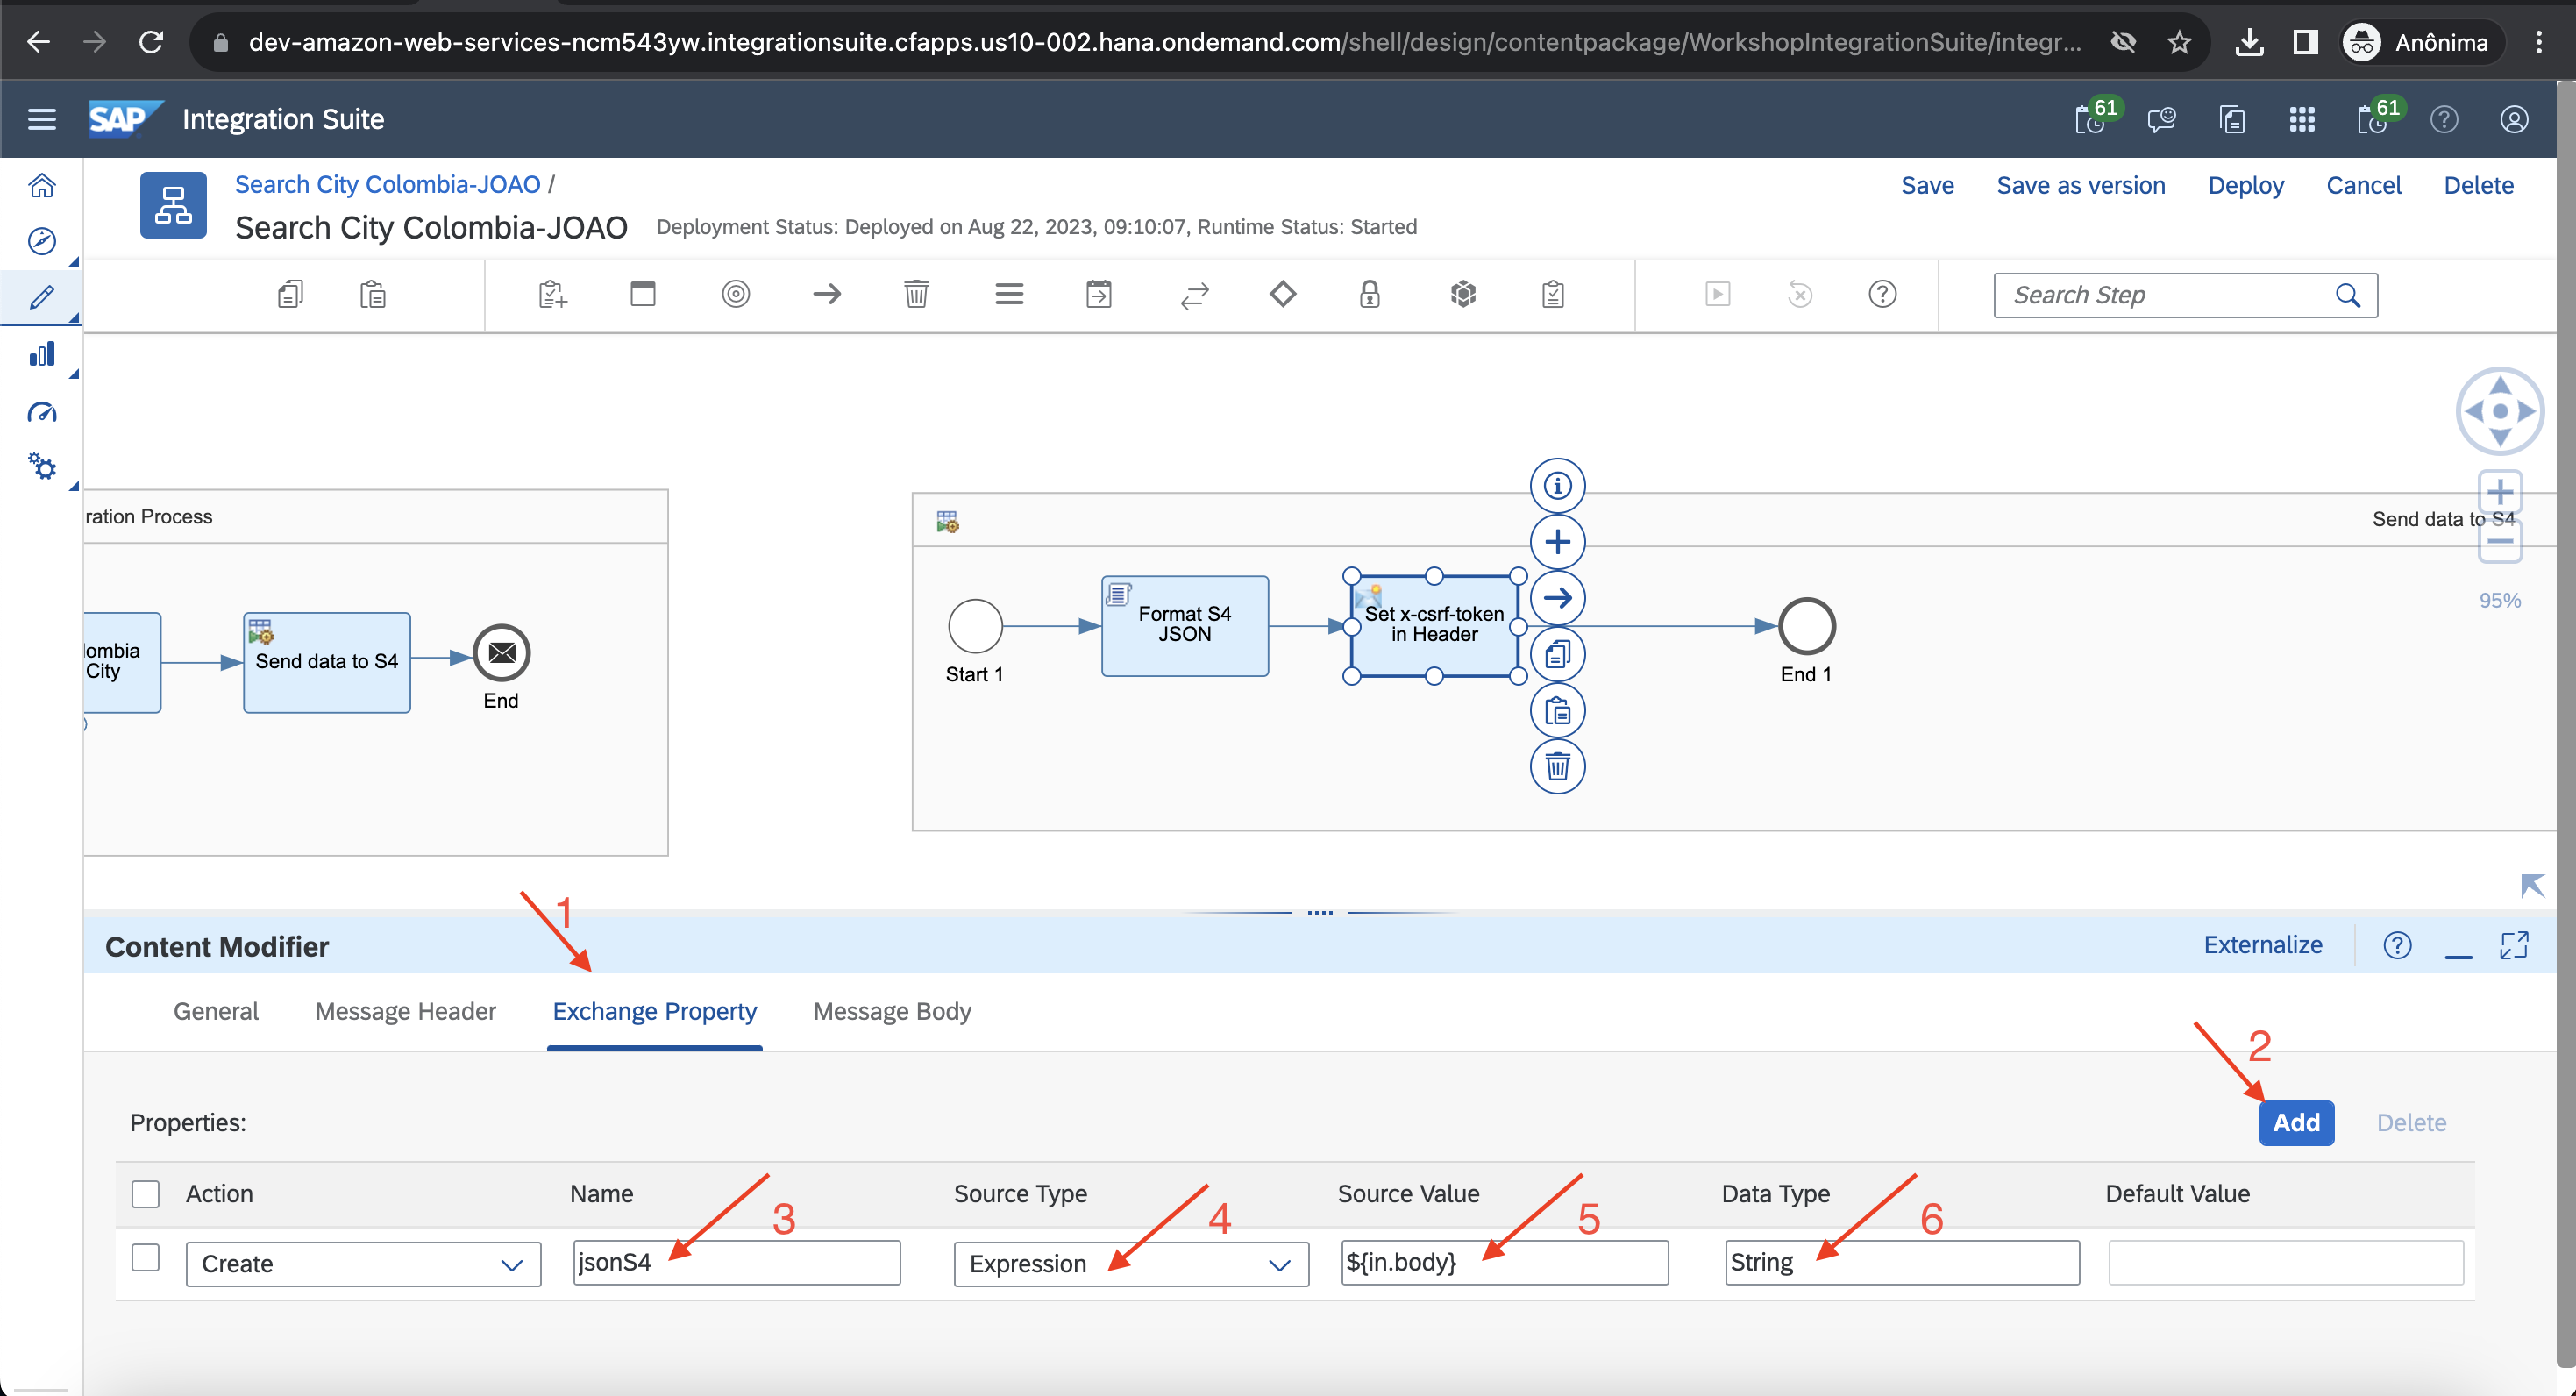 dev-amazon-web-services-ncm543yw.integrationsuite.cfapps.us10-002.hana.ondemand.com/shell/design/contentpackage/WorkshopIntegrationSuite/integr...
Anônima
SAP Integration Suite
61
61
Search City Colombia-JOAO /
Search City Colombia-JOAO
Deployment Status: Deployed on Aug 22, 2023, 09:10:07, Runtime Status: Started
Save
Save as version
Deploy
Cancel
Delete
Search Step
ration Process
Send data to S4
lombia
City
Send data to S4
End
Start 1
Format S4
JSON
Set x-csrf-token
in Header
End 1
95%
1
Content Modifier
Externalize
General
Message Header
Exchange Property
Message Body
2
Properties:
Add
Delete
Action
Name
Source Type
Source Value
Data Type
Default Value
3
4
5
6
Create
jsonS4
Expression
${in.body}
String